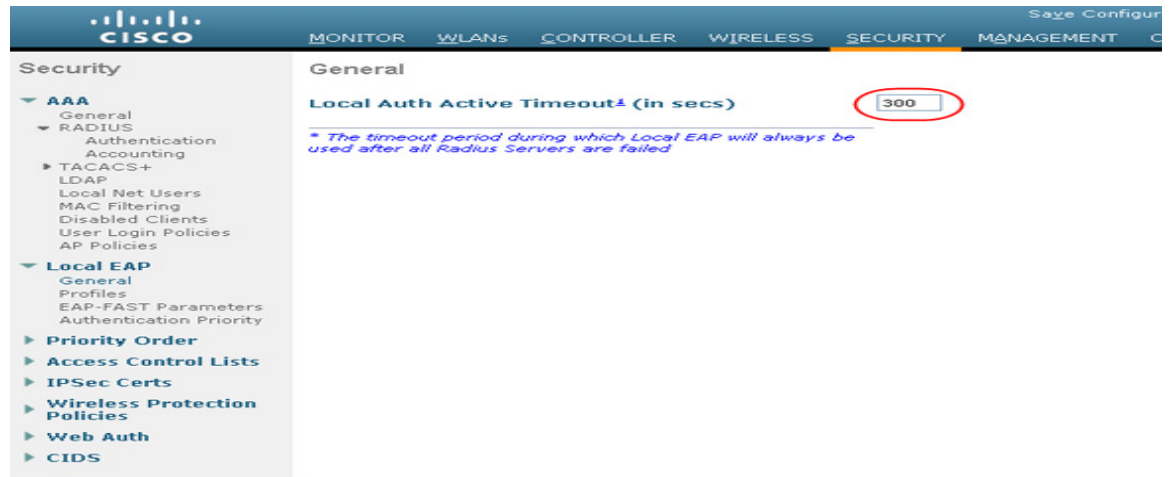 Save Configur
CISCO
MONITOR WLANs CONTROLLER WIRELESS SECURITY MANAGEMENT C
Security
AAA
General
RADIUS
Authentication
Accounting
TACACS+
LDAP
Local Net Users
MAC Filtering
Disabled Clients
User Login Policies
AP Policies
Local EAP
General
Profiles
EAP-FAST Parameters
Authentication Priority
Priority Order
Access Control Lists
IPSec Certs
Wireless Protection
Policies
Web Auth
CIDS
General
Local Auth Active Timeout¹ (in secs) 300
* The timeout period during which Local EAP will always be
used after all Radius Servers are failed